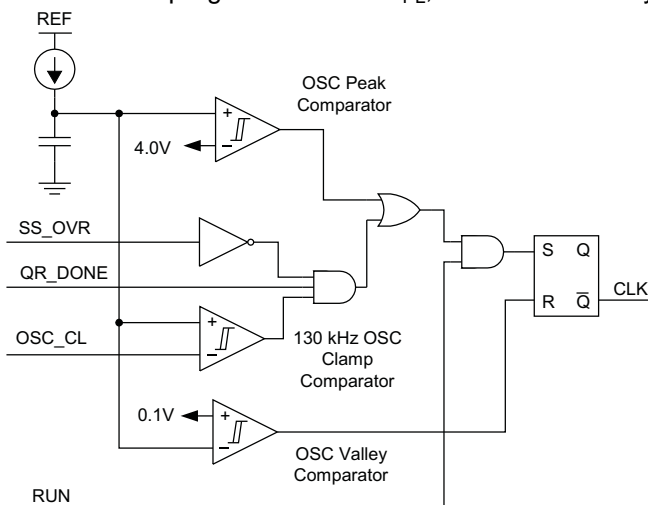 REF
OSC Peak
Comparator
+
4.0V
−
SS_OVR
QR_DONE
S Q
R Q̅
CLK
OSC_CL
+
−
130 kHz OSC
Clamp
Comparator
0.1V
+
−
OSC Valley
Comparator
RUN